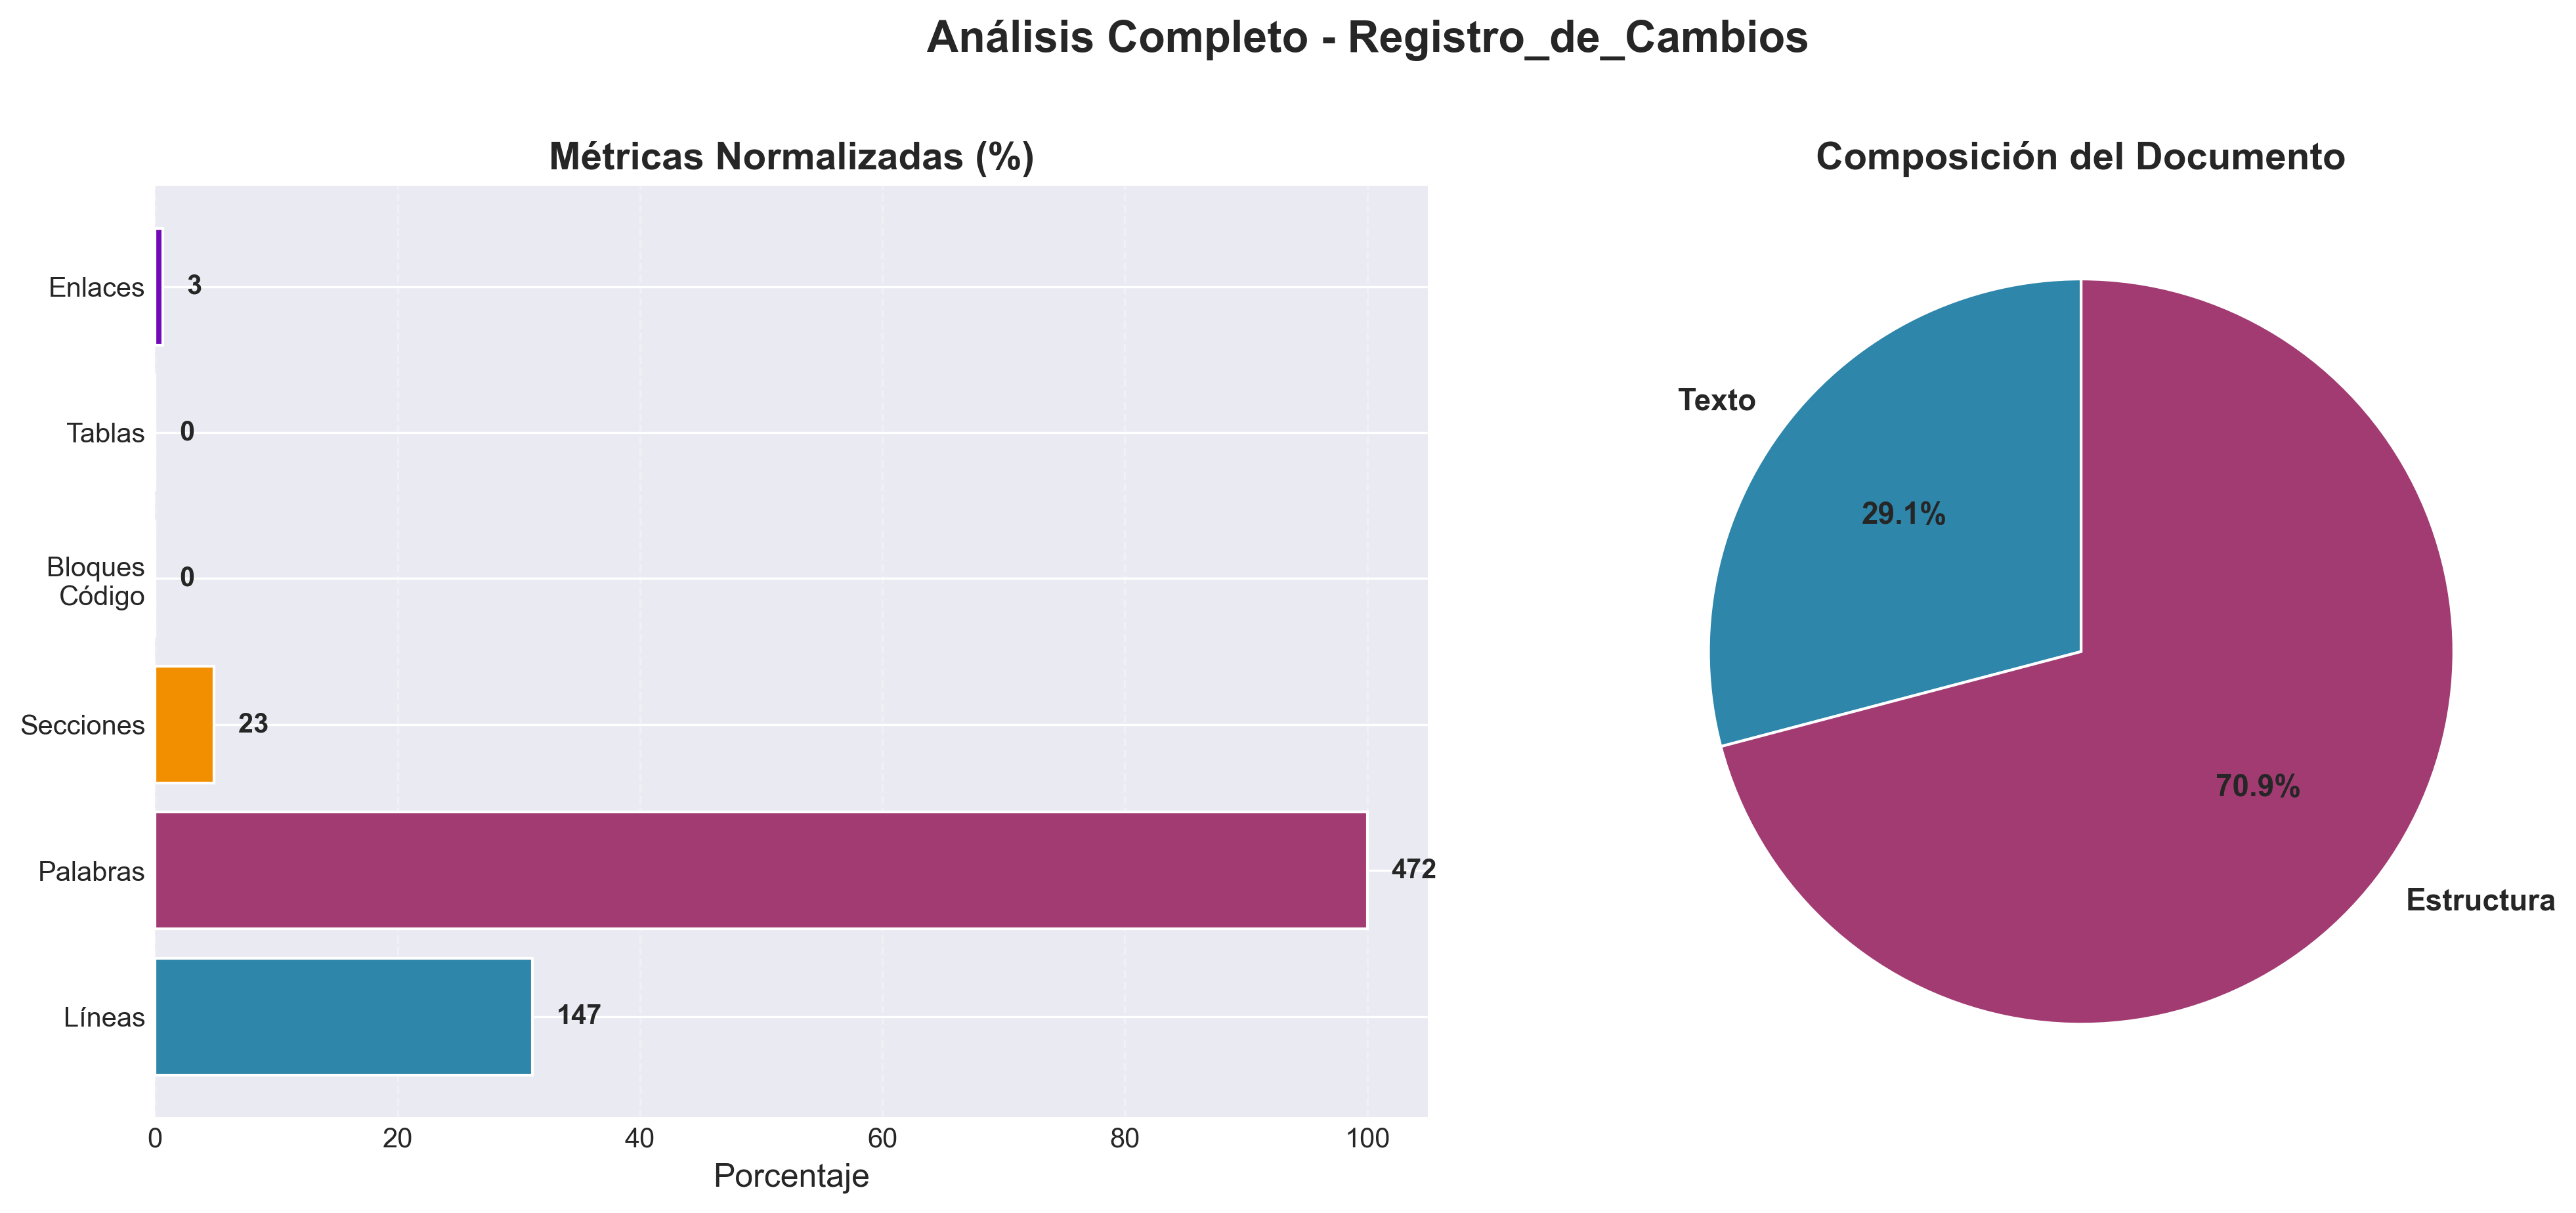 Análisis Completo - Registro_de_Cambios
Métricas Normalizadas (%)
Enlaces
3
Tablas
0
Bloques
Código
0
Secciones
23
Palabras
472
Líneas
147
0 20 40 60 80 100
Porcentaje
Composición del Documento
Texto
29.1%
70.9%
Estructura